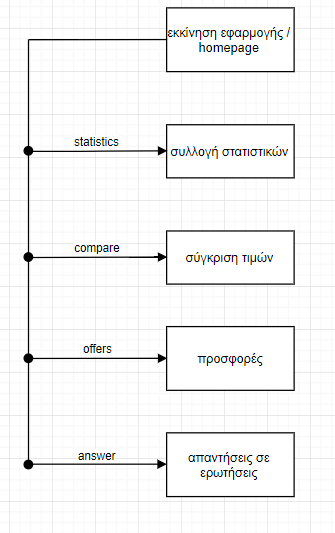 εκκίνηση εφαρμογής /
homepage
statistics
συλλογή στατιστικών
compare
σύγκριση τιμών
offers
προσφορές
answer
απαντήσεις σε
ερωτήσεις